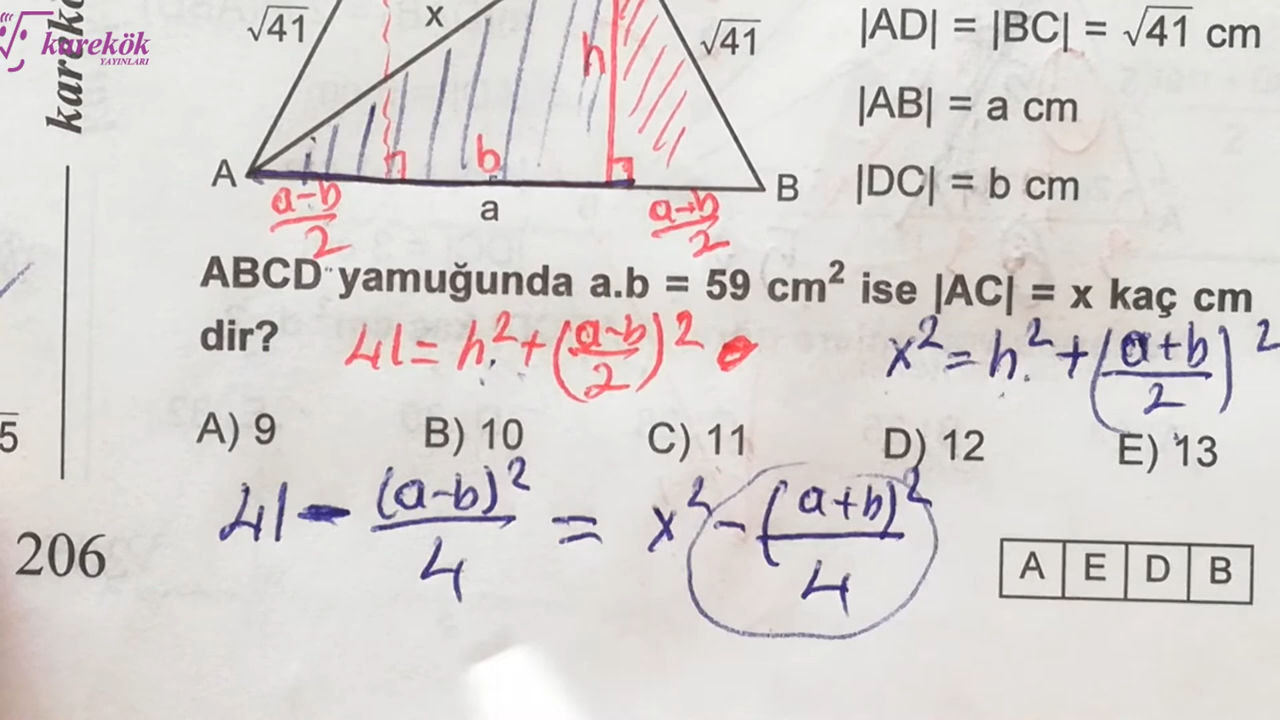 karekök
YAYINLARI
karekö
√41
x
h
√41
|AD| = |BC| = √41 cm
|AB| = a cm
|DC| = b cm
A
b
B
a-b/2
a
a-b/2
ABCD yamuğunda a.b = 59 cm² ise |AC| = x kaç cm
dir?
41 = h² + (a-b/2)²
x² = h² + (a+b/2)²
A) 9 B) 10 C) 11 D) 12 E) 13
5
41 - (a-b)²/4 = x² - (a+b)²/4
206
A E D B